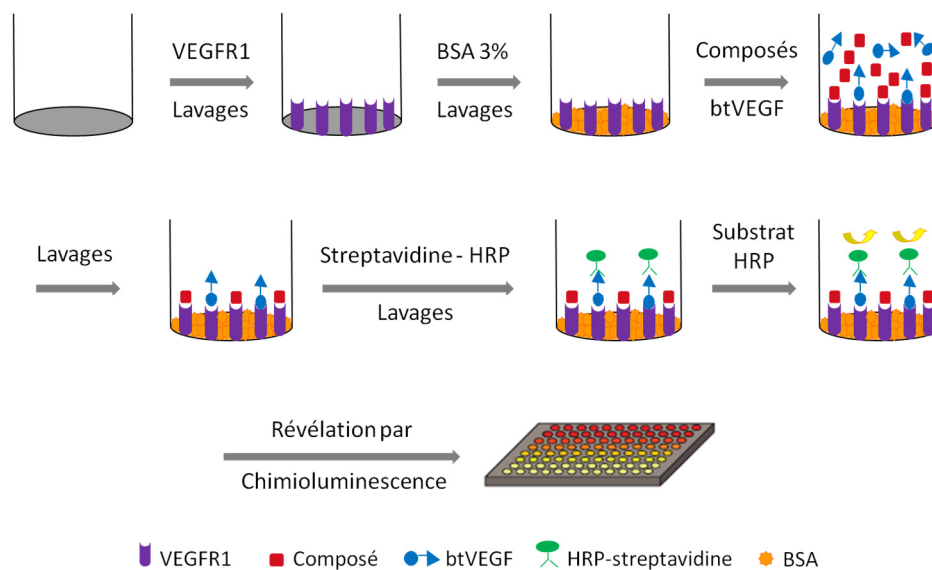 VEGFR1
Lavages
BSA 3%
Lavages
Composés
btVEGF
Lavages
Streptavidine - HRP
Lavages
Substrat
HRP
Révélation par
Chimioluminescence
VEGFR1
Composé
btVEGF
HRP-streptavidine
BSA